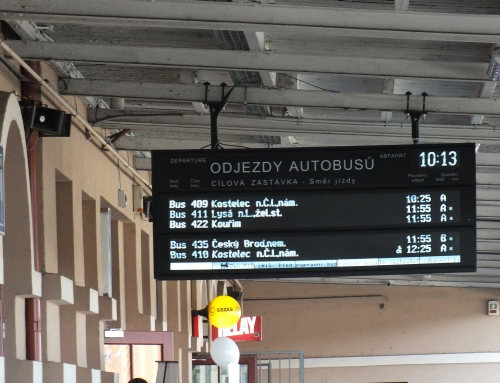 DEPARTURE ODJEZDY AUTOBUSŮ ABFAHRT 10:13
CÍLOVÁ ZASTÁVKA - Směr jízdy
Bus 409 Kostelec n.Č.l,nám. 10:25 A
Bus 411 Lysá n.L.,žel.st. 11:55 A
Bus 422 Kouřim 11:55 A
Bus 435 Český Brod,nem. 11:55 B
Bus 410 Kostelec n.Č.l,nám. & 12:25 A
sazka
RELAY